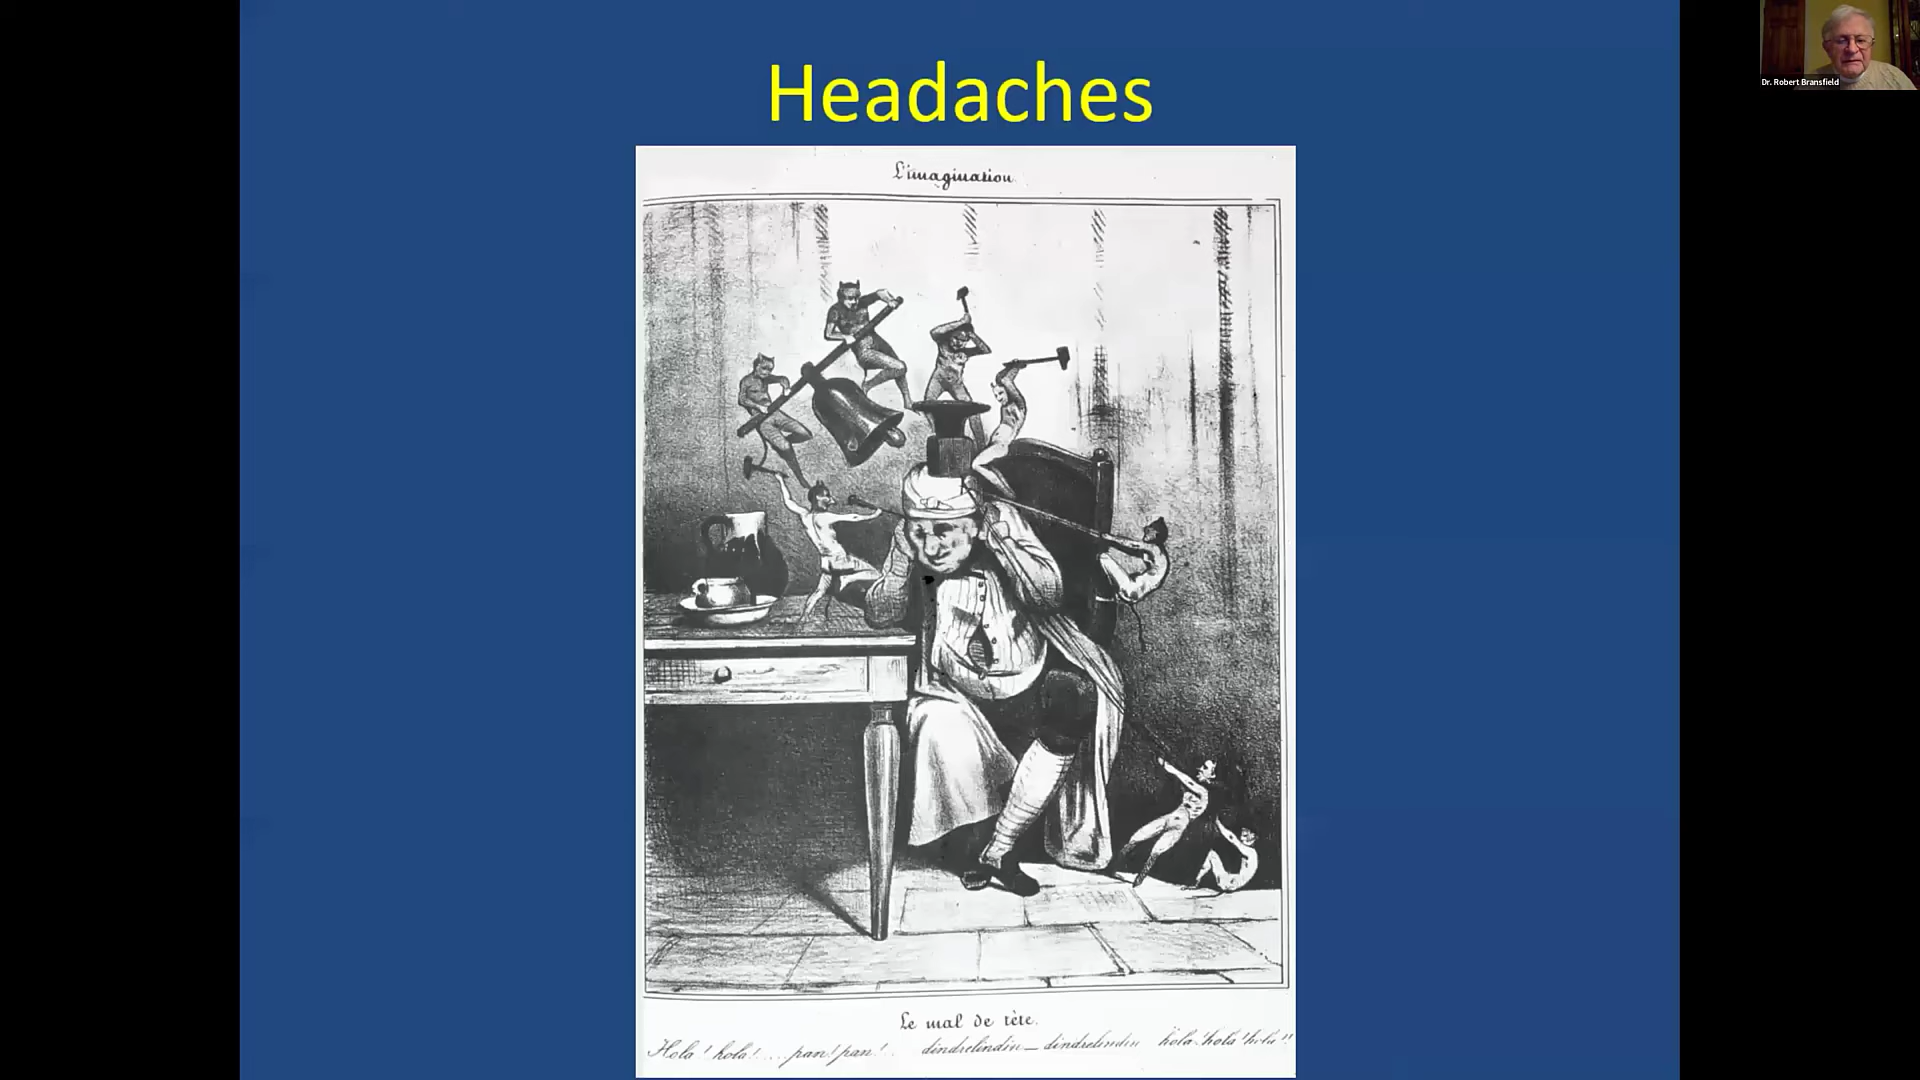 Headaches
Dr. Robert Bransfield
L'imagination.
Le mal de tête.
Hola! hola!.... pan! pan!.. dindrelindin _ dindrelindin hola! hola! hola!!